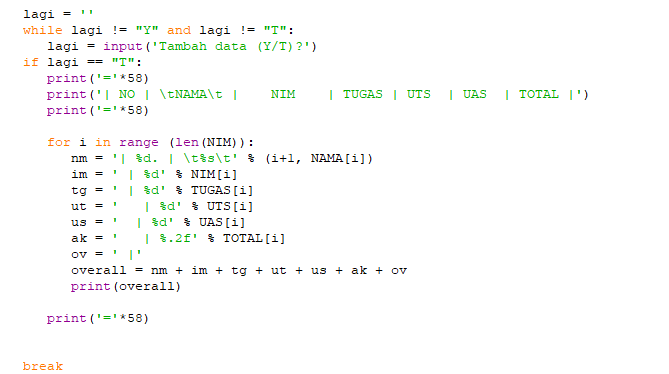 lagi = ''
while lagi != "Y" and lagi != "T":
   lagi = input('Tambah data (Y/T)?')
if lagi == "T":
   print('='*58)
   print('| NO | \tNAMA\t |    NIM    | TUGAS | UTS  | UAS  | TOTAL |')
   print('='*58)

   for i in range (len(NIM)):
      nm = '| %d. | \t%s\t' % (i+1, NAMA[i])
      im = ' | %d' % NIM[i]
      tg = ' | %d' % TUGAS[i]
      ut = '   | %d' % UTS[i]
      us = '  | %d' % UAS[i]
      ak = '   | %.2f' % TOTAL[i]
      ov = ' |'
      overall = nm + im + tg + ut + us + ak + ov
      print(overall)

   print('='*58)


break